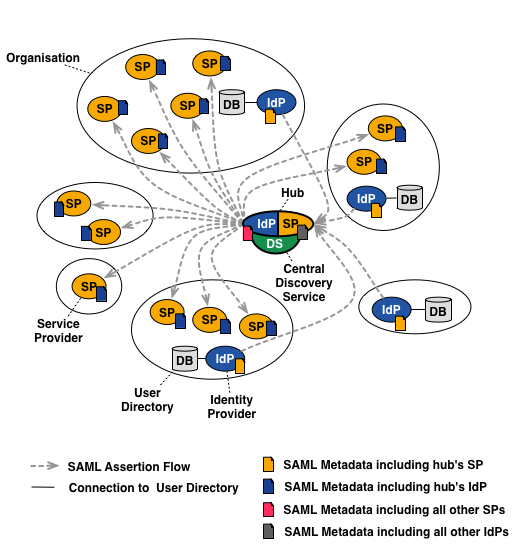 Organisation
SP
SP
SP
SP
SP
DB
IdP
SP
SP
IdP
DB
Hub
SP
SP
IdP
SP
DS
Central
Discovery
Service
SP
Service
Provider
SP
SP
SP
DB
IdP
IdP
DB
User
Directory
Identity
Provider
SAML Assertion Flow
Connection to User Directory
SAML Metadata including hub's SP
SAML Metadata including hub's IdP
SAML Metadata including all other SPs
SAML Metadata including all other IdPs